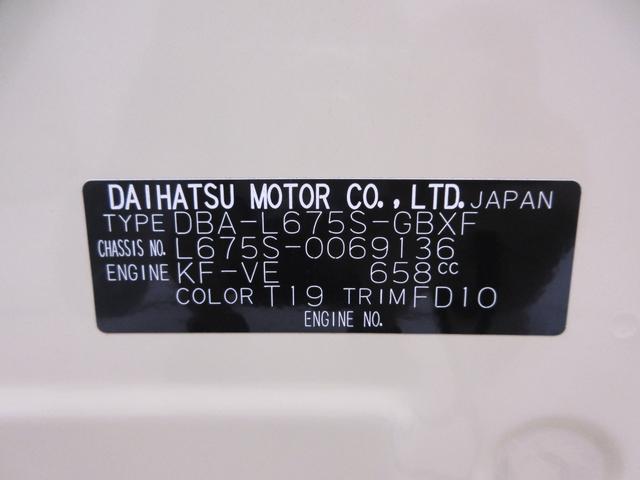 DAIHATSU MOTOR CO.,LTD. JAPAN
TYPE DBA-L675S-GBXF
CHASSIS NO. L675S-0069136
ENGINE KF-VE 658cc
COLOR T19 TRIM FD10
ENGINE NO.